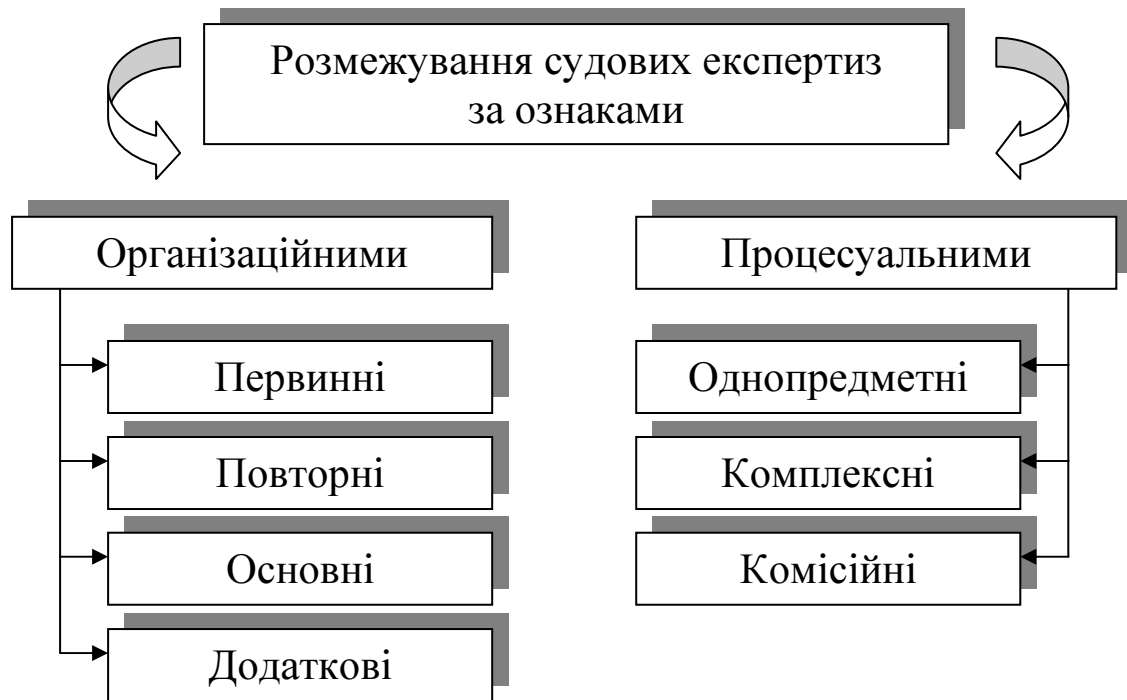 Розмежування судових експертиз
за ознаками
Організаційними
Первинні
Повторні
Основні
Додаткові
Процесуальними
Однопредметні
Комплексні
Комісійні